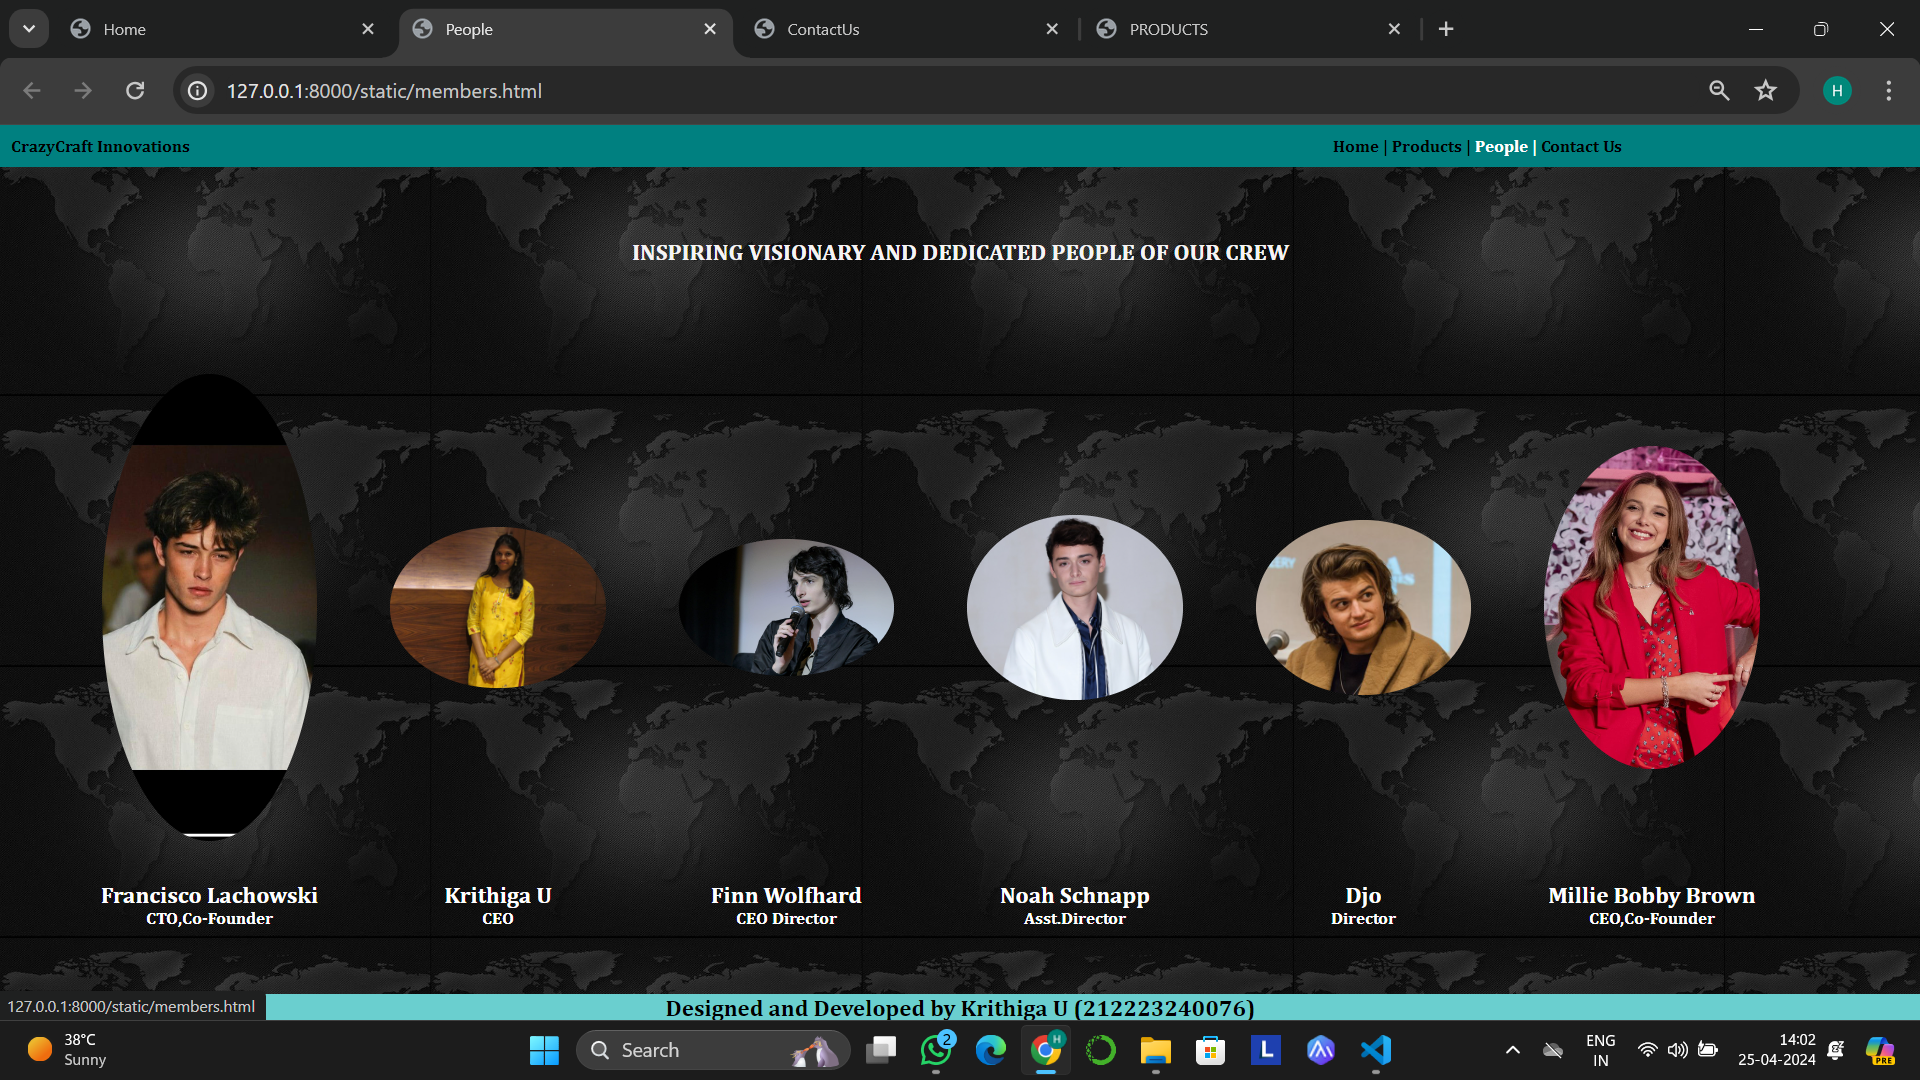 Home
People
ContactUs
PRODUCTS
127.0.0.1:8000/static/members.html
H
CrazyCraft Innovations
Home | Products | People | Contact Us
INSPIRING VISIONARY AND DEDICATED PEOPLE OF OUR CREW
Francisco Lachowski
CTO,Co-Founder
Krithiga U
CEO
Finn Wolfhard
CEO Director
Noah Schnapp
Asst.Director
Djo
Director
Millie Bobby Brown
CEO,Co-Founder
127.0.0.1:8000/static/members.html
Designed and Developed by Krithiga U (212223240076)
38°C
Sunny
Search
2
H
L
ENG
IN
14:02
25-04-2024
PRE